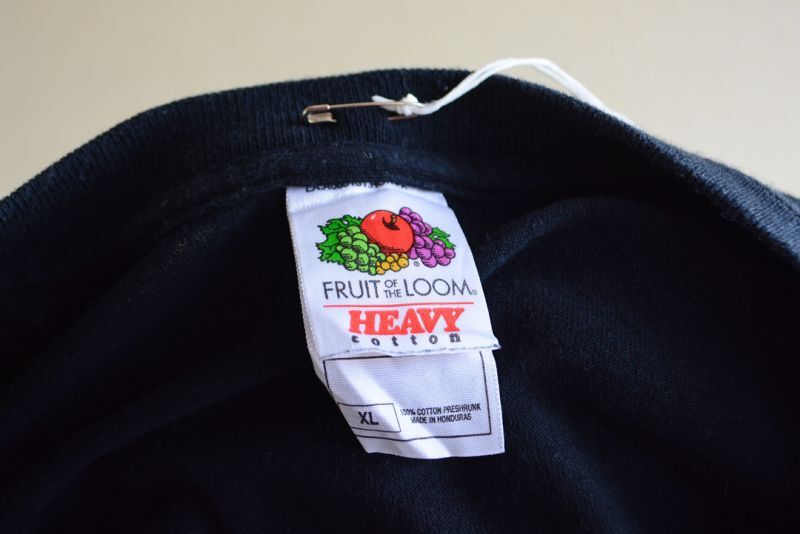 FRUIT OF THE LOOM®
HEAVY
cotton
XL
100% COTTON PRESHRUNK
MADE IN HONDURAS